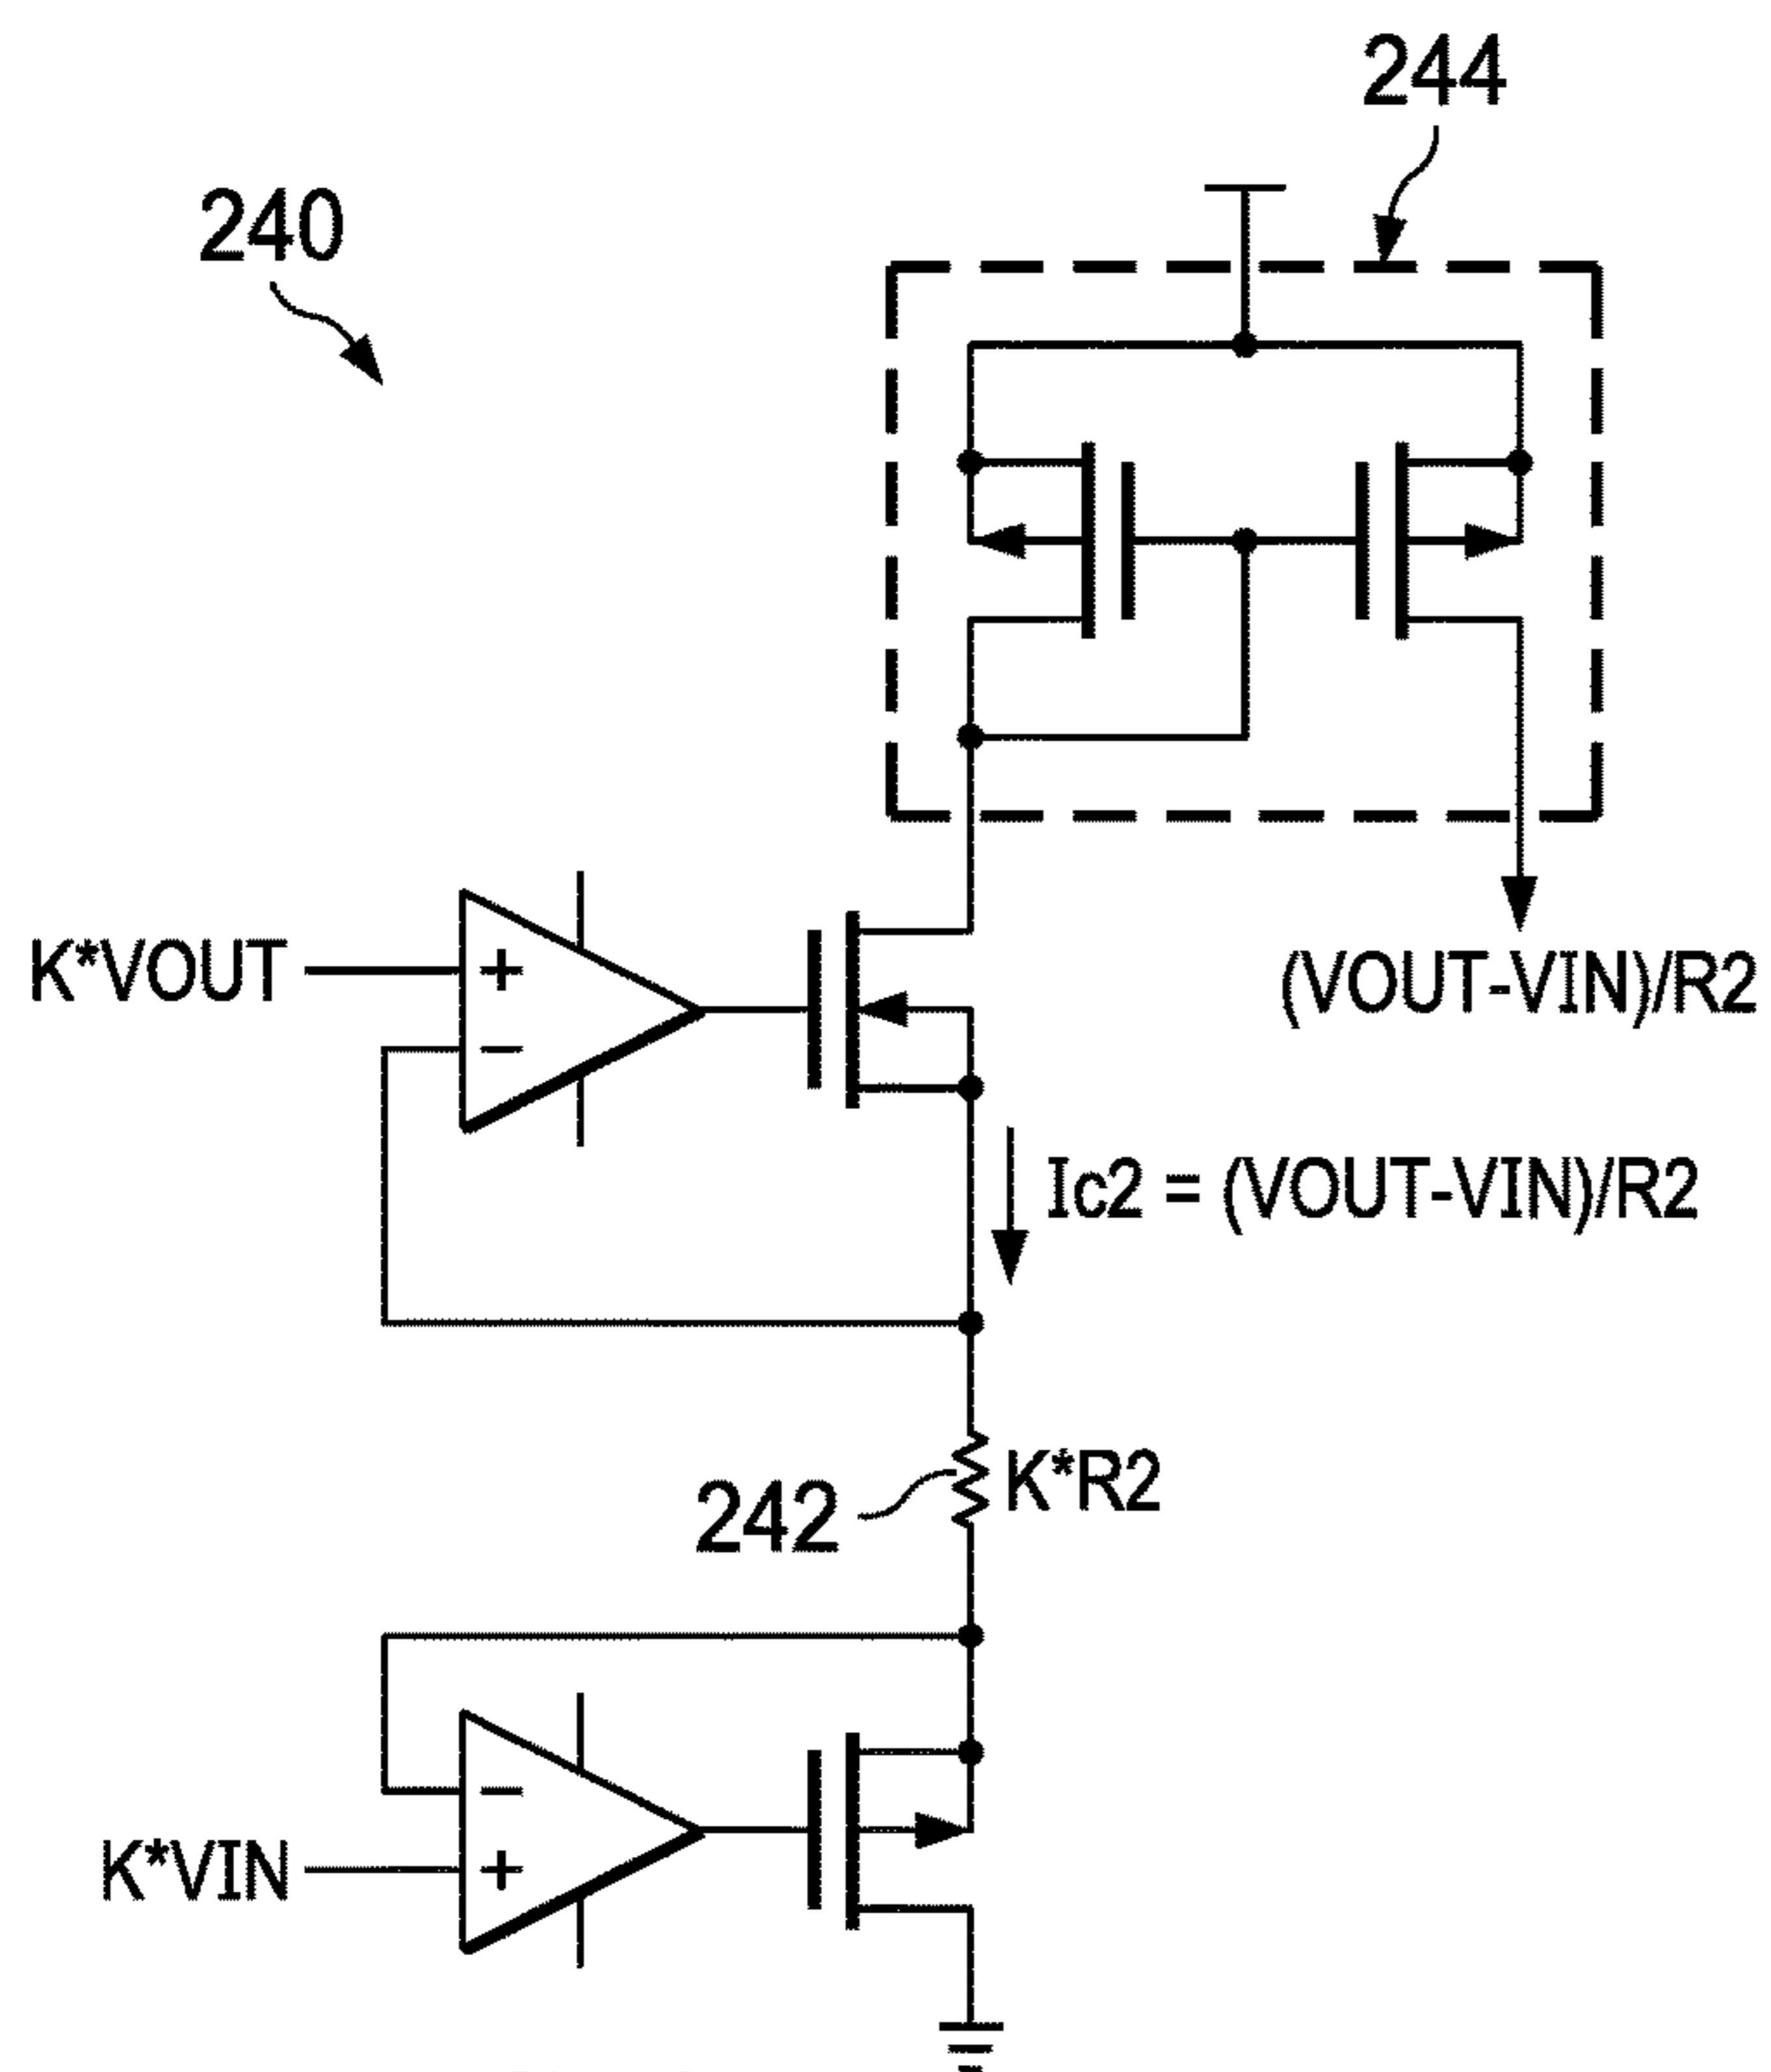 244
240
K*VOUT
+
−
(VOUT-VIN)/R2
Ic2 = (VOUT-VIN)/R2
242
K*R2
−
+
K*VIN